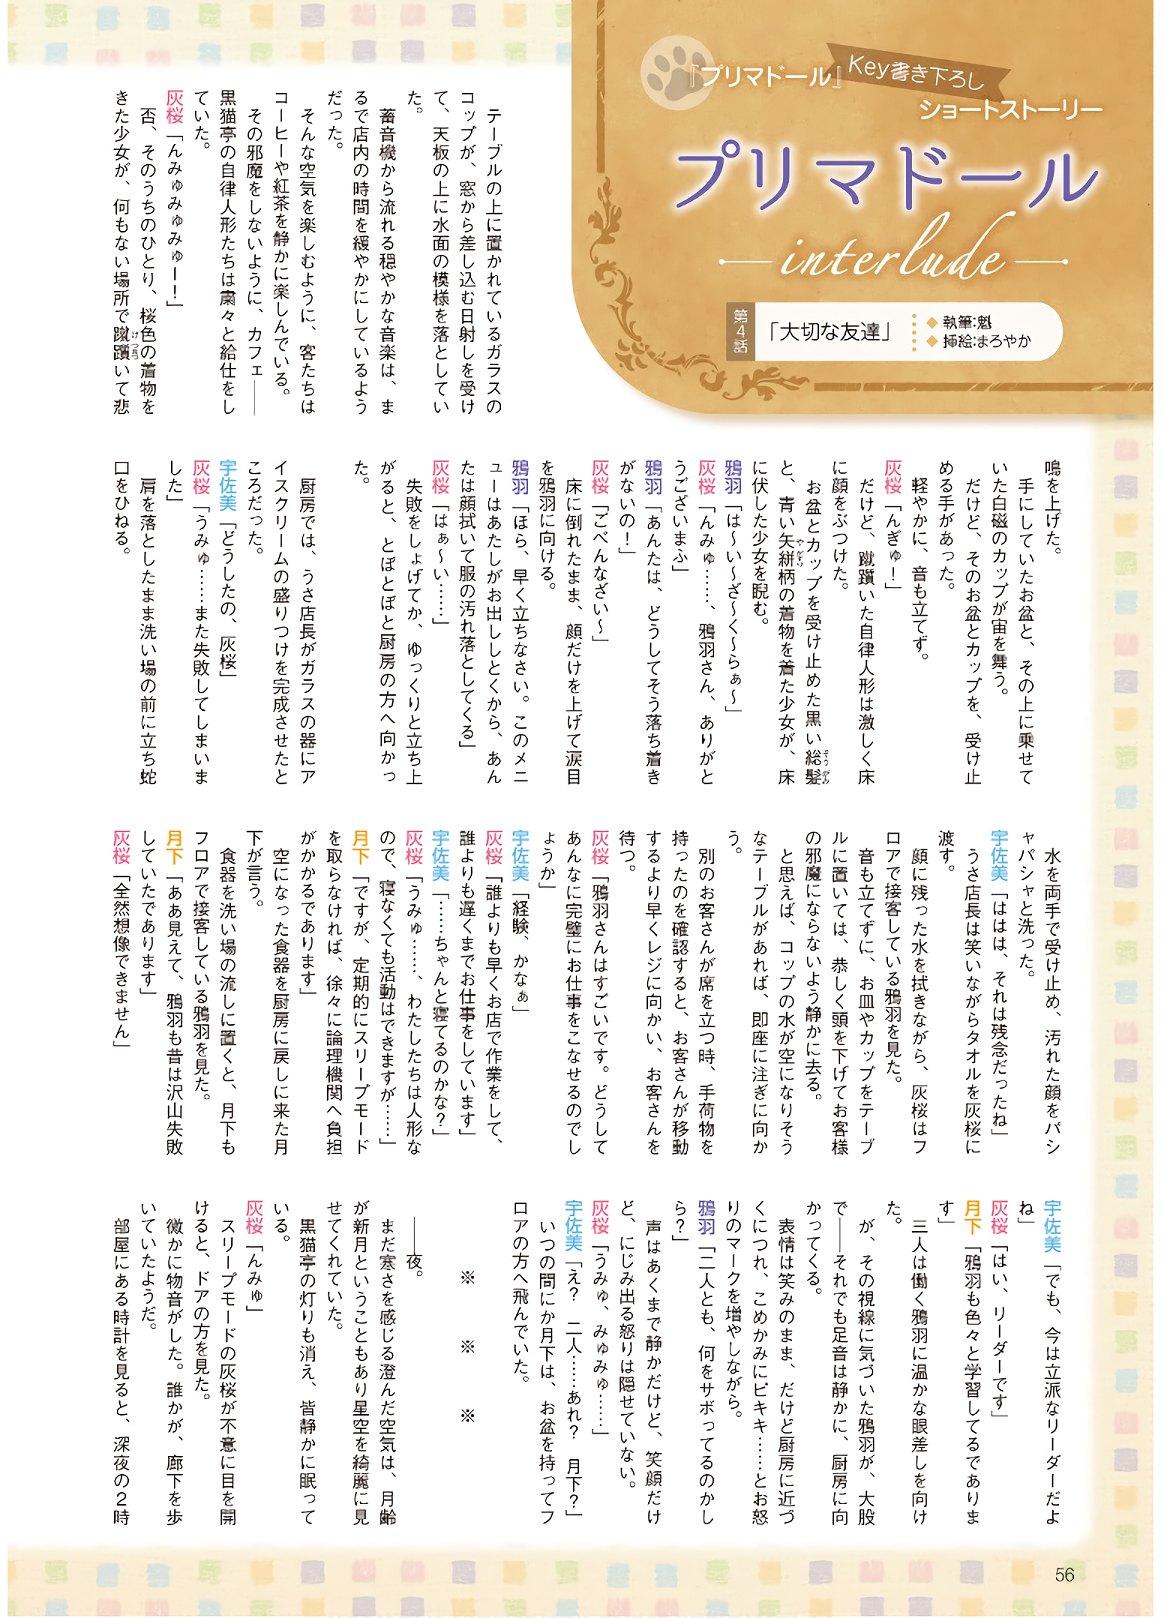 『プリマドール』 Key書き下ろし
ショートストーリー
プリマドール
interlude
第4話
「大切な友達」
◆執筆:魁
◆挿絵:まろやか
　テーブルの上に置かれているガラスの
コップが、窓から差し込む日射しを受け
て、天板の上に水面の模様を落としてい
た。
　蓄音機から流れる穏やかな音楽は、ま
るで店内の時間を緩やかにしているよう
だった。
　そんな空気を楽しむように、客たちは
コーヒーや紅茶を静かに楽しんでいる。
　その邪魔をしないように、カフェ――
黒猫亭の自律人形たちは粛々と給仕をし
ていた。
灰桜「んみゅみゅみゅー！」
　否、そのうちのひとり、桜色の着物を
きた少女が、何もない場所で蹴躓いて悲
鳴を上げた。
　手にしていたお盆と、その上に乗せて
いた白磁のカップが宙を舞う。
　だけど、そのお盆とカップを、受け止
める手があった。
　軽やかに、音も立てず。
灰桜「んぎゅ！」
　だけど、蹴躓いた自律人形は激しく床
に顔をぶつけた。
　お盆とカップを受け止めた黒い総髪
と、青い矢絣柄の着物を着た少女が、床
に伏した少女を睨む。
鴉羽「は～い～ざ～く～らぁ～」
灰桜「んみゅ……、鴉羽さん、ありがと
うございまふ」
鴉羽「あんたは、どうしてそう落ち着き
がないの！」
灰桜「ごべんなざい～」
　床に倒れたまま、顔だけを上げて涙目
を鴉羽に向ける。
鴉羽「ほら、早く立ちなさい。このメニ
ューはあたしがお出ししとくから、あん
たは顔拭いて服の汚れ落としてくる」
灰桜「はぁ～い……」
　失敗をしょげてか、ゆっくりと立ち上
がると、とぼとぼと厨房の方へ向かっ
た。
　厨房では、うさ店長がガラスの器にア
イスクリームの盛りつけを完成させたと
ころだった。
宇佐美「どうしたの、灰桜」
灰桜「うみゅ……また失敗してしまいま
した」
　肩を落としたまま洗い場の前に立ち蛇
口をひねる。
　水を両手で受け止め、汚れた顔をパシ
ャパシャと洗った。
宇佐美「ははは、それは残念だったね」
　うさ店長は笑いながらタオルを灰桜に
渡す。
　顔に残った水を拭きながら、灰桜はフ
ロアで接客している鴉羽を見た。
　音も立てずに、お皿やカップをテーブ
ルに置いては、恭しく頭を下げてお客様
の邪魔にならないよう静かに去る。
　と思えば、コップの水が空になりそう
なテーブルがあれば、即座に注ぎに向か
う。
　別のお客さんが席を立つ時、手荷物を
持ったのを確認すると、お客さんが移動
するより早くレジに向かい、お客さんを
待つ。
灰桜「鴉羽さんはすごいです。どうして
あんなに完璧にお仕事をこなせるのでし
ょうか」
宇佐美「経験、かなぁ」
灰桜「誰よりも早くお店で作業をして、
誰よりも遅くまでお仕事をしています」
宇佐美「……ちゃんと寝てるのかな？」
灰桜「うみゅ……、わたしたちは人形な
ので、寝なくても活動はできますが……」
月下「ですが、定期的にスリープモード
を取らなければ、徐々に論理機関へ負担
がかかるであります」
　空になった食器を厨房に戻しに来た月
下が言う。
　食器を洗い場の流しに置くと、月下も
フロアで接客している鴉羽を見た。
月下「ああ見えて、鴉羽も昔は沢山失敗
していたであります」
灰桜「全然想像できません」
宇佐美「でも、今は立派なリーダーだよ
ね」
灰桜「はい、リーダーです」
月下「鴉羽も色々と学習してるでありま
す」
　三人は働く鴉羽に温かな眼差しを向け
た。
　が、その視線に気づいた鴉羽が、大股
で――それでも足音は静かに、厨房に向
かってくる。
　表情は笑みのまま、だけど厨房に近づ
くにつれ、こめかみにピキキ……とお怒
りのマークを増やしながら。
鴉羽「二人とも、何をサボってるのかし
ら？」
　声はあくまで静かだけど、笑顔だけ
ど、にじみ出る怒りは隠せていない。
灰桜「うみゅ、みゅみゅ……」
宇佐美「え？　二人……あれ？　月下？」
　いつの間にか月下は、お盆を持ってフ
ロアの方へ飛んでいた。
※　※　※
――夜。
　まだ寒さを感じる澄んだ空気は、月齢
が新月ということもあり星空を綺麗に見
せてくれていた。
　黒猫亭の灯りも消え、皆静かに眠って
いる。
灰桜「んみゅ」
　スリープモードの灰桜が不意に目を開
けると、ドアの方を見た。
　微かに物音がした。誰かが、廊下を歩
いていたようだ。
　部屋にある時計を見ると、深夜の２時
56